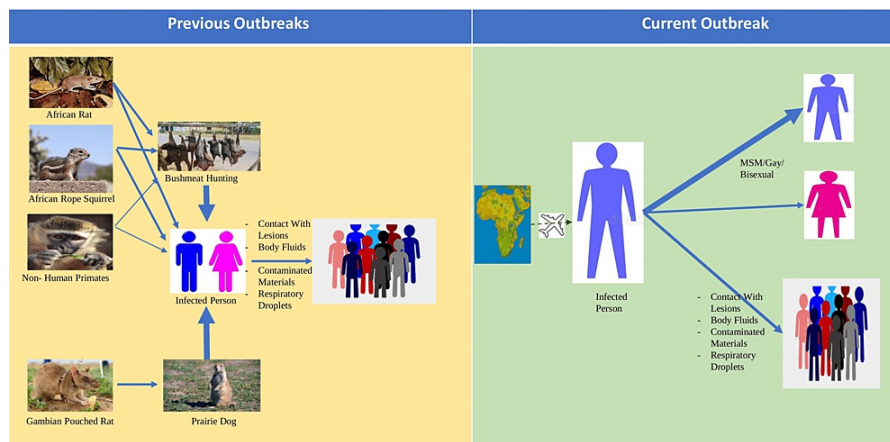 Previous Outbreaks
Current Outbreak
African Rat
African Rope Squirrel
Non- Human Primates
Gambian Pouched Rat
Bushmeat Hunting
Infected Person
Prairie Dog
- Contact With
Lesions
- Body Fluids
- Contaminated
Materials
- Respiratory
Droplets
Infected
Person
MSM/Gay/
Bisexual
- Contact With
Lesions
- Body Fluids
- Contaminated
Materials
- Respiratory
Droplets